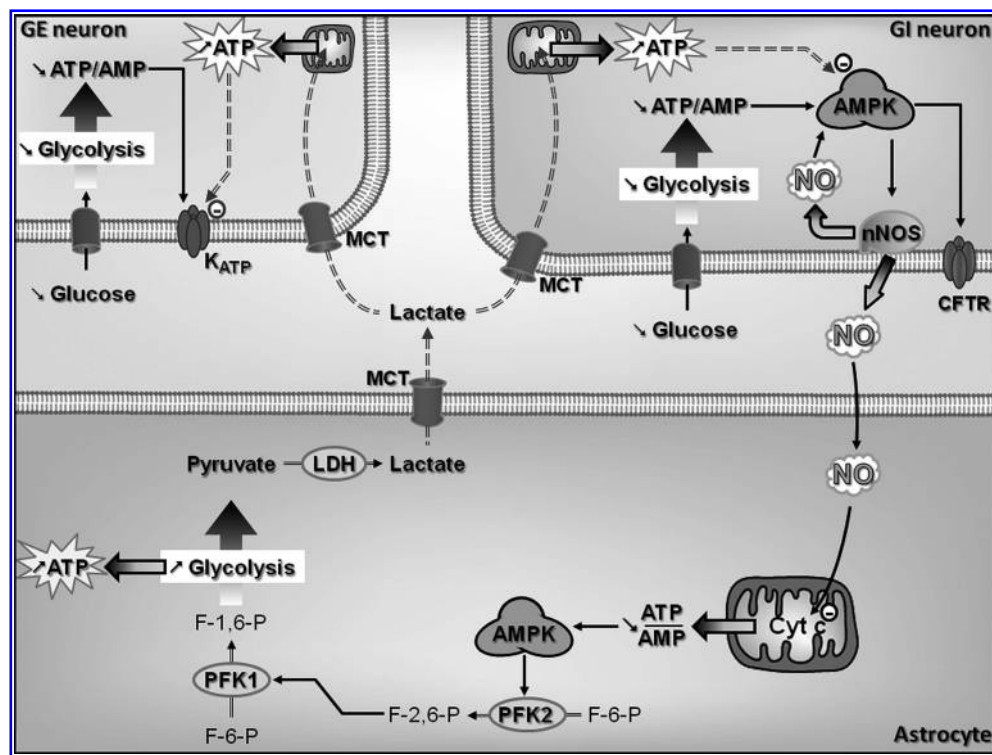 GE neuron
↗ATP
↘ ATP/AMP
↘ Glycolysis
−
K_ATP
MCT
↘ Glucose
GI neuron
↗ATP
−
↘ ATP/AMP
AMPK
↘ Glycolysis
NO
nNOS
MCT
↘ Glucose
CFTR
Lactate
NO
MCT
Pyruvate
LDH
Lactate
NO
↗ATP
↗ Glycolysis
F-1,6-P
PFK1
F-6-P
AMPK
↘ ATP
AMP
Cyt c
−
F-2,6-P
PFK2
F-6-P
Astrocyte